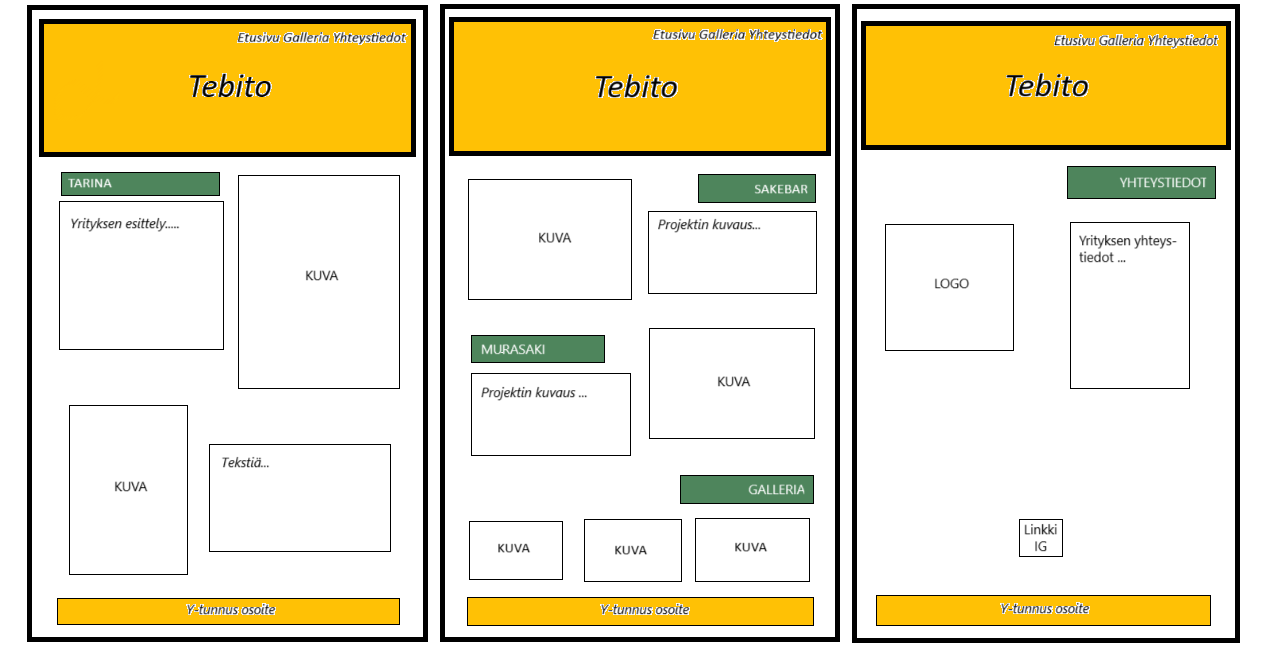 Etusivu Galleria Yhteystiedot
Tebito
TARINA
Yrityksen esittely.....
KUVA
KUVA
Tekstiä...
Y-tunnus osoite
Etusivu Galleria Yhteystiedot
Tebito
KUVA
SAKEBAR
Projektin kuvaus...
MURASAKI
Projektin kuvaus ...
KUVA
GALLERIA
KUVA
KUVA
KUVA
Y-tunnus osoite
Etusivu Galleria Yhteystiedot
Tebito
YHTEYSTIEDOT
LOGO
Yrityksen yhteys-
tiedot ...
Linkki
IG
Y-tunnus osoite